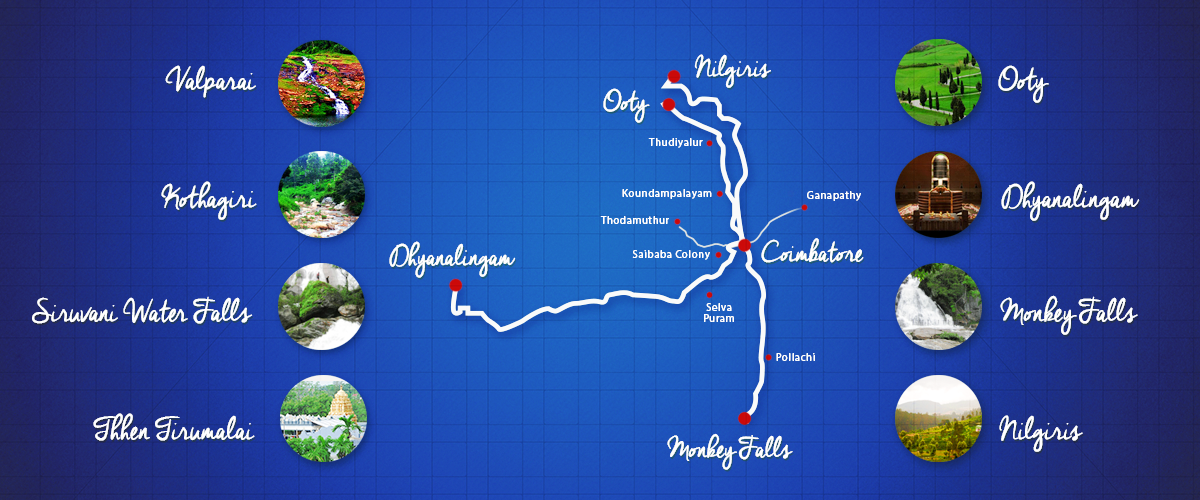 Valparai
Kothagiri
Siruvani Water Falls
Thhen Tirumalai
Nilgiris
Ooty
Thudiyalur
Koundampalayam
Ganapathy
Thodamuthur
Saibaba Colony
Coimbatore
Dhyanalingam
Selva
Puram
Pollachi
Monkey Falls
Ooty
Dhyanalingam
Monkey Falls
Nilgiris